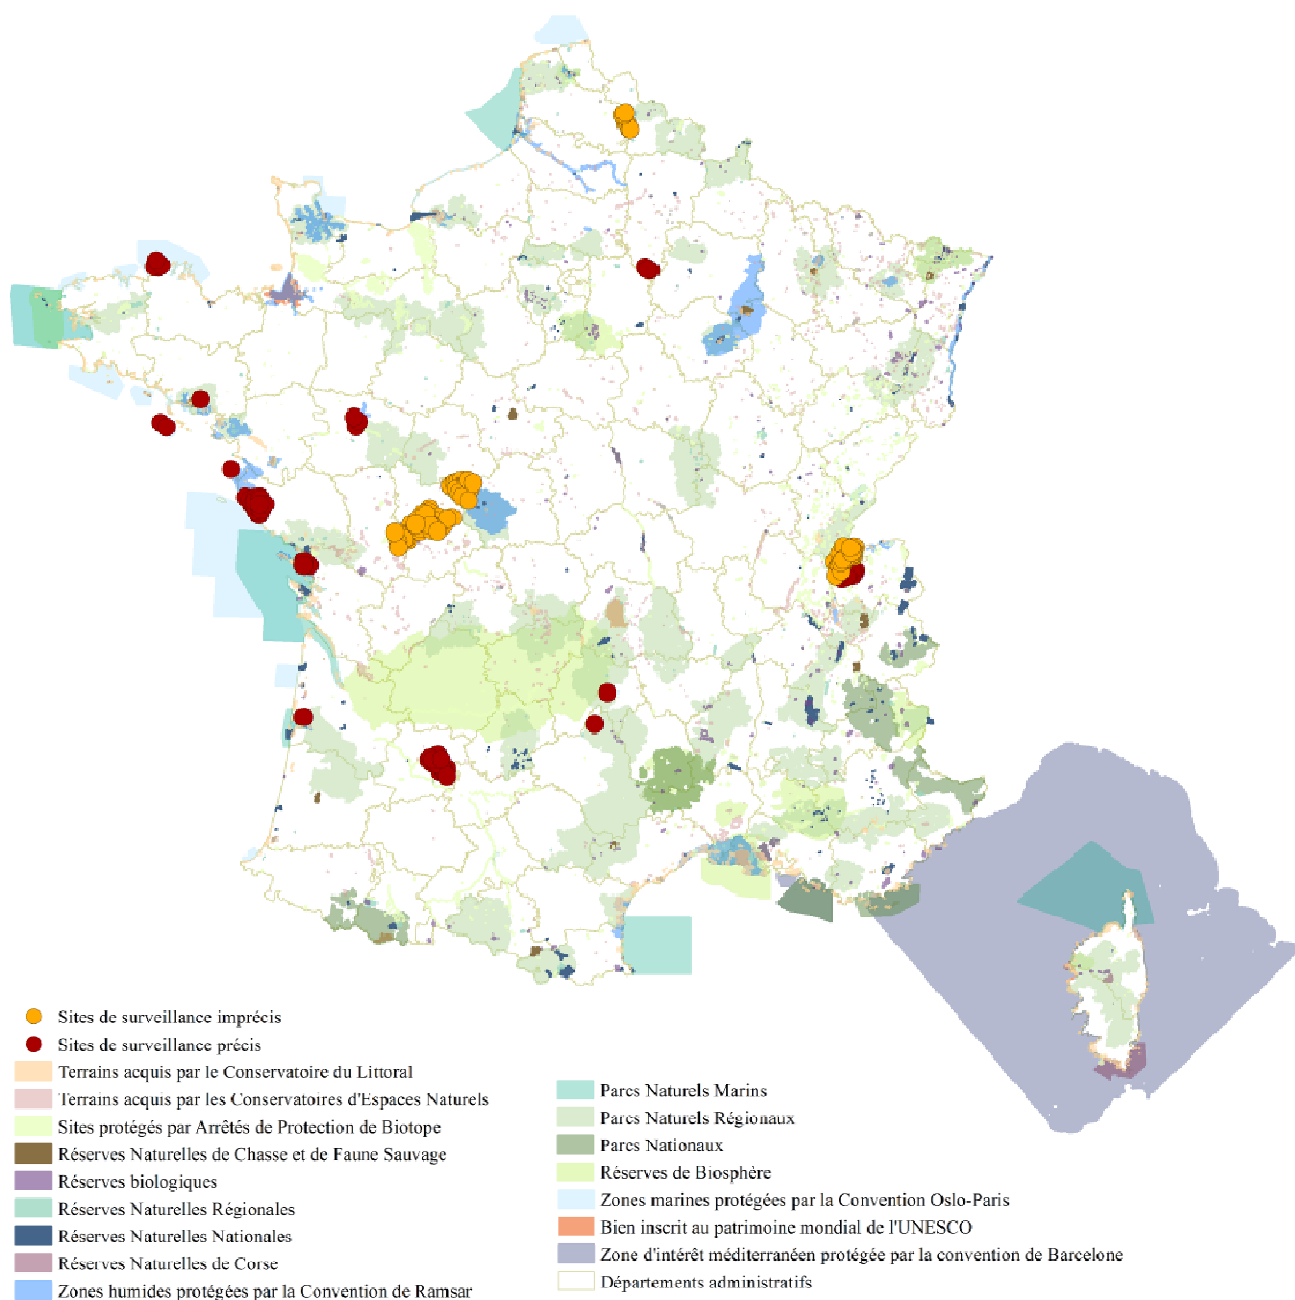 Sites de surveillance imprécis
Sites de surveillance précis
Terrains acquis par le Conservatoire du Littoral
Terrains acquis par les Conservatoires d'Espaces Naturels
Sites protégés par Arrêtés de Protection de Biotope
Réserves Naturelles de Chasse et de Faune Sauvage
Réserves biologiques
Réserves Naturelles Régionales
Réserves Naturelles Nationales
Réserves Naturelles de Corse
Zones humides protégées par la Convention de Ramsar
Parcs Naturels Marins
Parcs Naturels Régionaux
Parcs Nationaux
Réserves de Biosphère
Zones marines protégées par la Convention Oslo-Paris
Bien inscrit au patrimoine mondial de l'UNESCO
Zone d'intérêt méditerranéen protégée par la convention de Barcelone
Départements administratifs